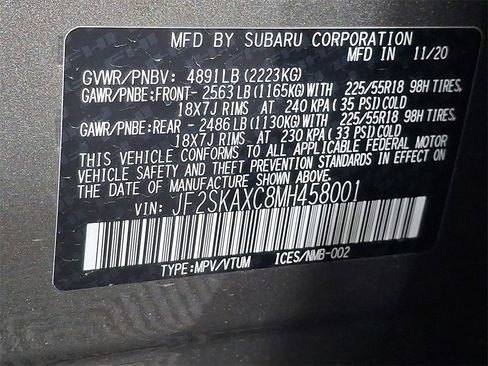 MFD BY SUBARU CORPORATION
MFD IN 11/20
GVWR/PNBV: 4891LB (2223KG)
GAWR/PNBE:FRONT- 2563LB (1165KG)WITH 225/55R18 98H TIRES,
18X7J RIMS AT 240 KPA (35 PSI)COLD
GAWR/PNBE:REAR - 2486LB (1130KG)WITH 225/55R18 98H TIRES,
18X7J RIMS AT 230 KPA (33 PSI)COLD
THIS VEHICLE CONFORMS TO ALL APPLICABLE FEDERAL MOTOR
VEHICLE SAFETY AND THEFT PREVENTION STANDARDS IN EFFECT ON
THE DATE OF MANUFACTURE SHOWN ABOVE.
VIN: JF2SKAXC8MH458001
TYPE:MPV/VTUM ICES/NMB-002